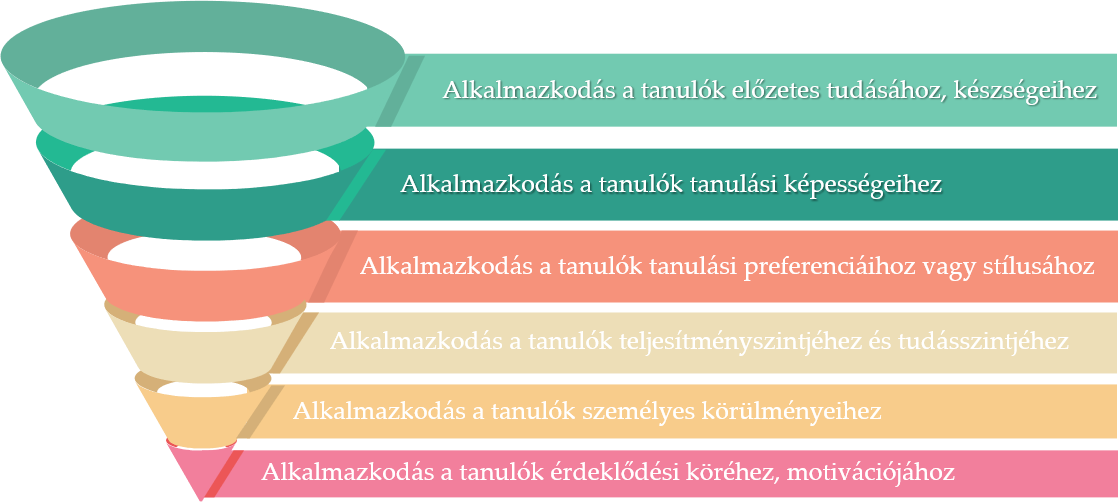 Alkalmazkodás a tanulók előzetes tudásához, készségeihez
Alkalmazkodás a tanulók tanulási képességeihez
Alkalmazkodás a tanulók tanulási preferenciáihoz vagy stílusához
Alkalmazkodás a tanulók teljesítményszintjéhez és tudásszintjéhez
Alkalmazkodás a tanulók személyes körülményeihez
Alkalmazkodás a tanulók érdeklődési köréhez, motivációjához